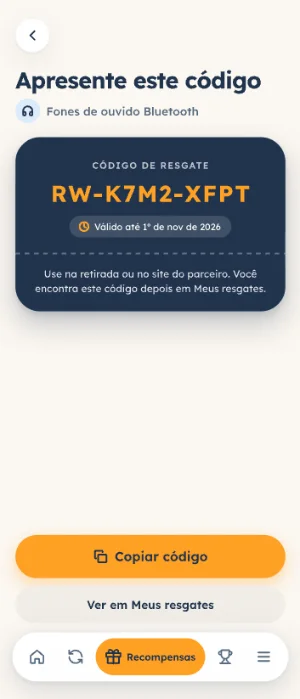 Apresente este código
Fones de ouvido Bluetooth
CÓDIGO DE RESGATE
RW-K7M2-XFPT
Válido até 1º de nov de 2026
Use na retirada ou no site do parceiro. Você
encontra este código depois em Meus resgates.
Copiar código
Ver em Meus resgates
Recompensas